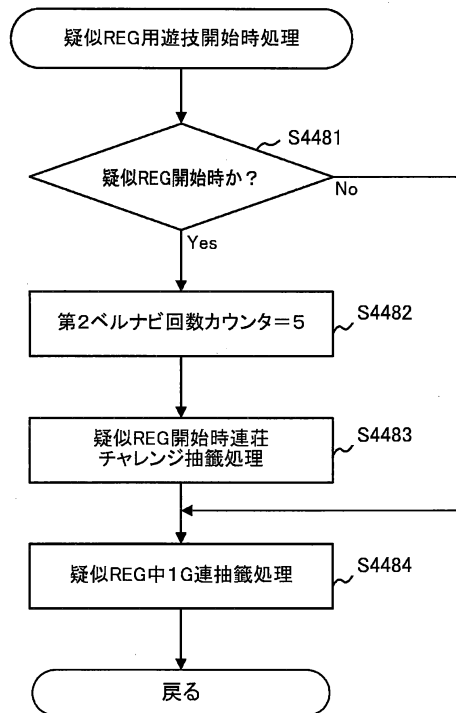 疑似REG用遊技開始時処理
S4481
疑似REG開始時か？
No
Yes
第2ベルナビ回数カウンタ＝5
S4482
疑似REG開始時連荘
チャレンジ抽籤処理
S4483
疑似REG中1G連抽籤処理
S4484
戻る